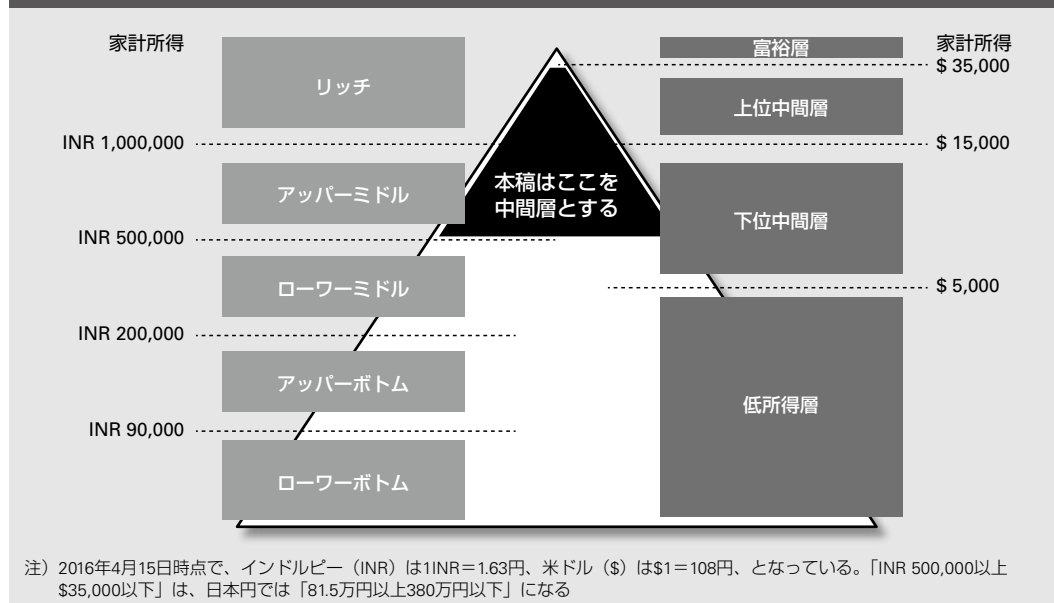 家計所得
リッチ
INR 1,000,000
アッパーミドル
INR 500,000
ローワーミドル
INR 200,000
アッパーボトム
INR 90,000
ローワーボトム
本稿はここを
中間層とする
富裕層
家計所得
$ 35,000
上位中間層
$ 15,000
下位中間層
$ 5,000
低所得層
注）2016年4月15日時点で、インドルピー（INR）は1INR＝1.63円、米ドル（$）は$1＝108円、となっている。「INR 500,000以上
$35,000以下」は、日本円では「81.5万円以上380万円以下」になる